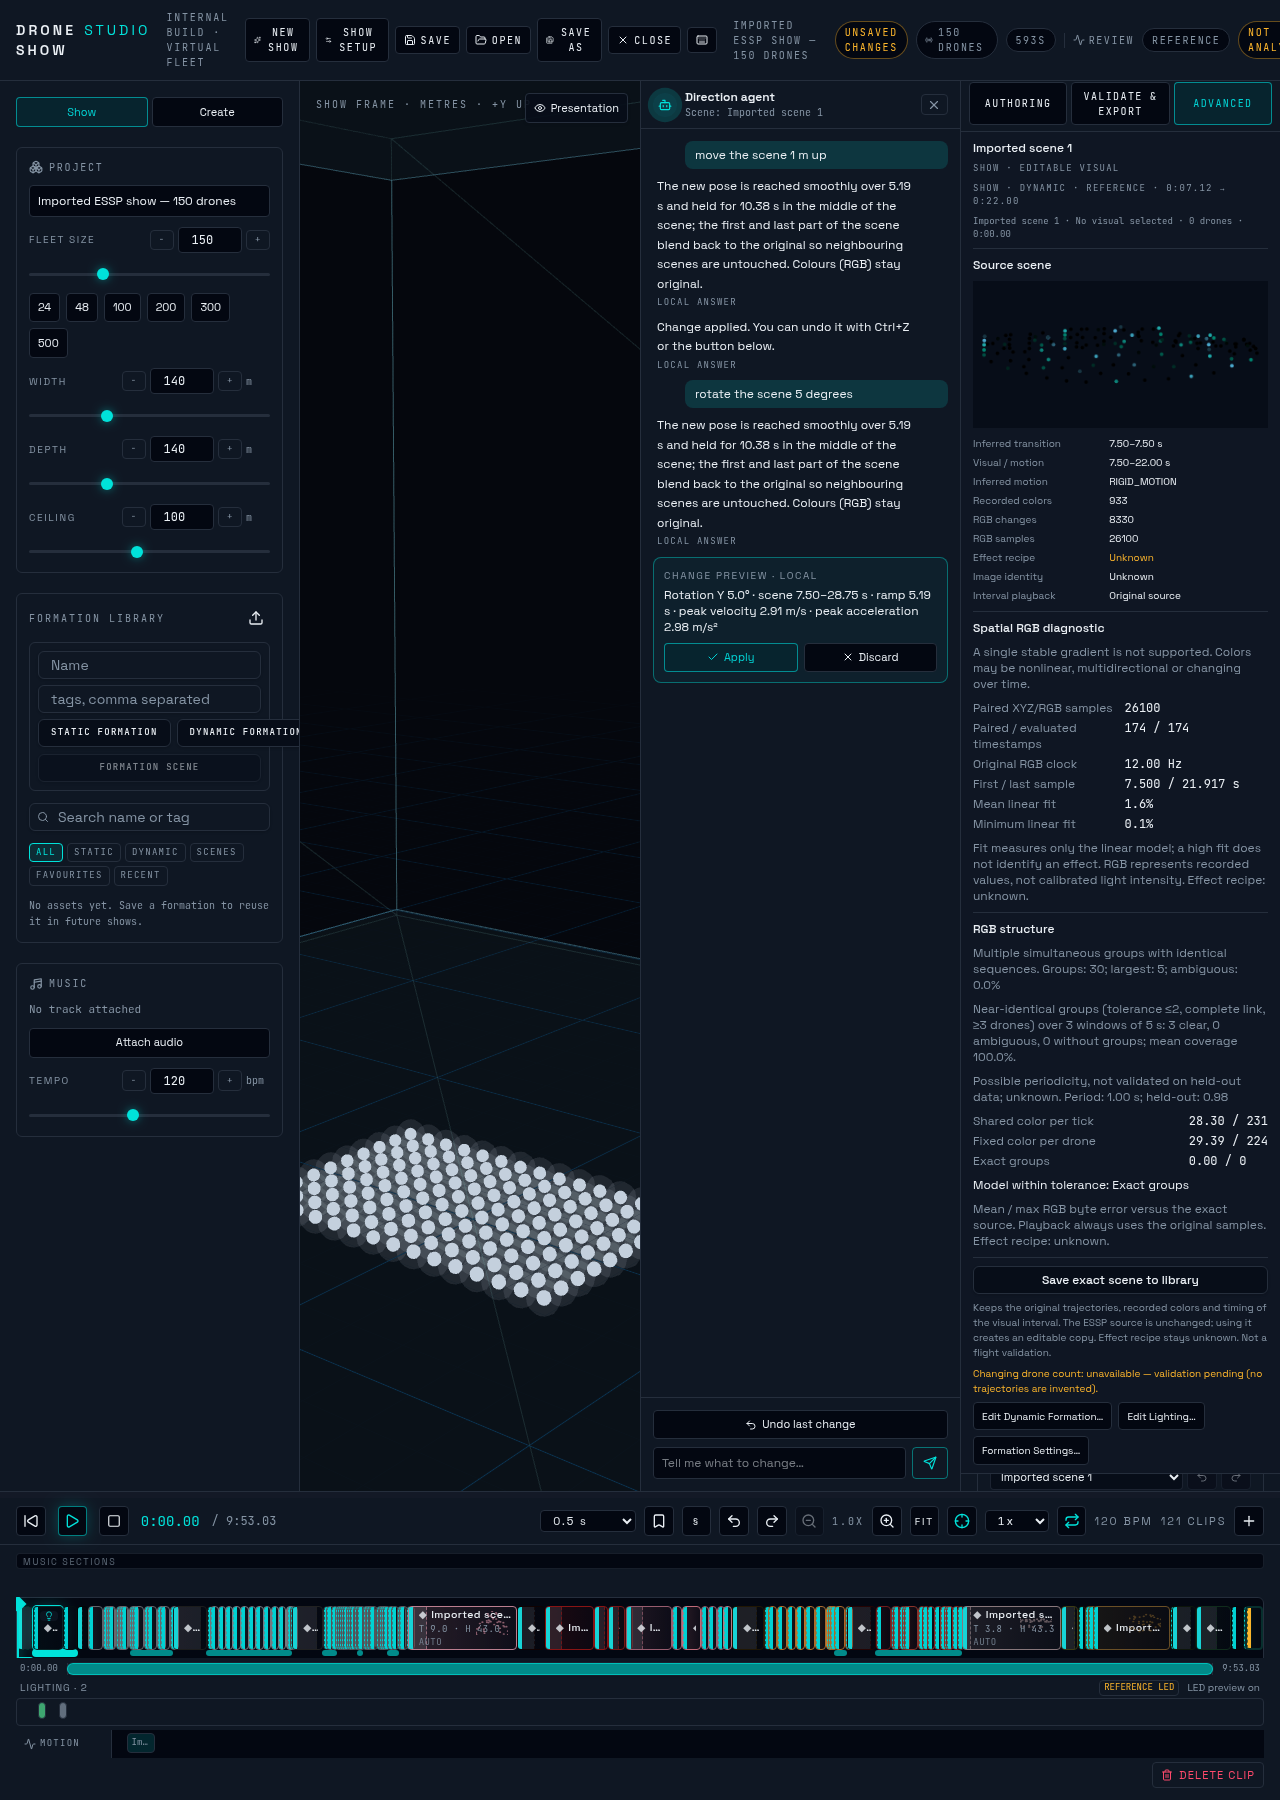 DRONE STUDIO
SHOW
INTERNAL
BUILD ·
VIRTUAL
FLEET
NEW
SHOW
SHOW
SETUP
SAVE
OPEN
SAVE
AS
CLOSE
IMPORTED
ESSP SHOW —
150 DRONES
UNSAVED
CHANGES
150
DRONES
593S
REVIEW
REFERENCE
NOT
Show
Create
PROJECT
Imported ESSP show — 150 drones
FLEET SIZE - 150 +
24 48 100 200 300
500
WIDTH - 140 + m
DEPTH - 140 + m
CEILING - 100 + m
FORMATION LIBRARY
Name
tags, comma separated
STATIC FORMATION DYNAMIC FORMATION
FORMATION SCENE
Search name or tag
ALL STATIC DYNAMIC SCENES
FAVOURITES RECENT
No assets yet. Save a formation to reuse
it in future shows.
MUSIC
No track attached
Attach audio
TEMPO - 120 + bpm
SHOW FRAME · METRES · +Y U
Presentation
Direction agent
Scene: Imported scene 1
move the scene 1 m up
The new pose is reached smoothly over 5.19
s and held for 10.38 s in the middle of the
scene; the first and last part of the scene
blend back to the original so neighbouring
scenes are untouched. Colours (RGB) stay
original.
LOCAL ANSWER
Change applied. You can undo it with Ctrl+Z
or the button below.
LOCAL ANSWER
rotate the scene 5 degrees
The new pose is reached smoothly over 5.19
s and held for 10.38 s in the middle of the
scene; the first and last part of the scene
blend back to the original so neighbouring
scenes are untouched. Colours (RGB) stay
original.
LOCAL ANSWER
CHANGE PREVIEW · LOCAL
Rotation Y 5.0° · scene 7.50–28.75 s · ramp 5.19
s · peak velocity 2.91 m/s · peak acceleration
2.98 m/s²
Apply
Discard
Undo last change
Tell me what to change…
AUTHORING
VALIDATE &
EXPORT
ADVANCED
Imported scene 1
SHOW · EDITABLE VISUAL
SHOW · DYNAMIC · REFERENCE · 0:07.12 →
0:22.00
Imported scene 1 · No visual selected · 0 drones ·
0:00.00
Source scene
Inferred transition 7.50–7.50 s
Visual / motion 7.50–22.00 s
Inferred motion RIGID_MOTION
Recorded colors 933
RGB changes 8330
RGB samples 26100
Effect recipe Unknown
Image identity Unknown
Interval playback Original source
Spatial RGB diagnostic
A single stable gradient is not supported. Colors
may be nonlinear, multidirectional or changing
over time.
Paired XYZ/RGB samples 26100
Paired / evaluated
timestamps
174 / 174
Original RGB clock 12.00 Hz
First / last sample 7.500 / 21.917 s
Mean linear fit 1.6%
Minimum linear fit 0.1%
Fit measures only the linear model; a high fit does
not identify an effect. RGB represents recorded
values, not calibrated light intensity. Effect recipe:
unknown.
RGB structure
Multiple simultaneous groups with identical
sequences. Groups: 30; largest: 5; ambiguous:
0.0%
Near-identical groups (tolerance ≤2, complete link,
≥3 drones) over 3 windows of 5 s: 3 clear, 0
ambiguous, 0 without groups; mean coverage
100.0%.
Possible periodicity, not validated on held-out
data; unknown. Period: 1.00 s; held-out: 0.98
Shared color per tick 28.30 / 231
Fixed color per drone 29.39 / 224
Exact groups 0.00 / 0
Model within tolerance: Exact groups
Mean / max RGB byte error versus the exact
source. Playback always uses the original samples.
Effect recipe: unknown.
Save exact scene to library
Keeps the original trajectories, recorded colors and timing of
the visual interval. The ESSP source is unchanged; using it
creates an editable copy. Effect recipe stays unknown. Not a
flight validation.
Changing drone count: unavailable — validation pending (no
trajectories are invented).
Edit Dynamic Formation… Edit Lighting…
Formation Settings…
Imported scene 1
0:00.00 / 9:53.03
0.5 s
§
1.0X
FIT
1x
120 BPM 121 CLIPS
MUSIC SECTIONS
Imported sce…
T 9.0 · H 43.0
AUTO
Im…
I…
Imported s…
T 3.8 · H 43.3
AUTO
Import…
0:00.00
9:53.03
LIGHTING · 2
REFERENCE LED
LED preview on
MOTION
Im…
DELETE CLIP